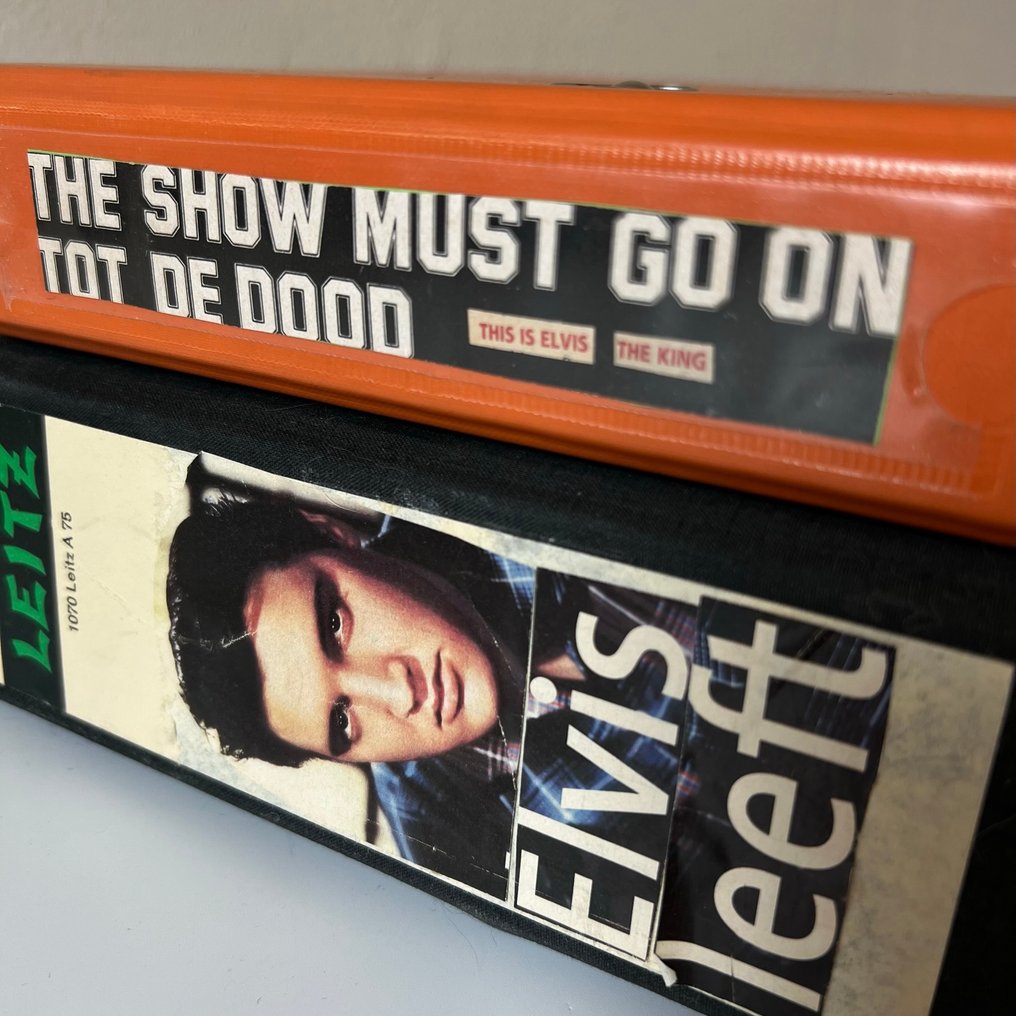 THE SHOW MUST GO ON
TOT DE DOOD
THIS IS ELVIS
THE KING
LEITZ
1070 Leitz A 75
Elvis
leeft